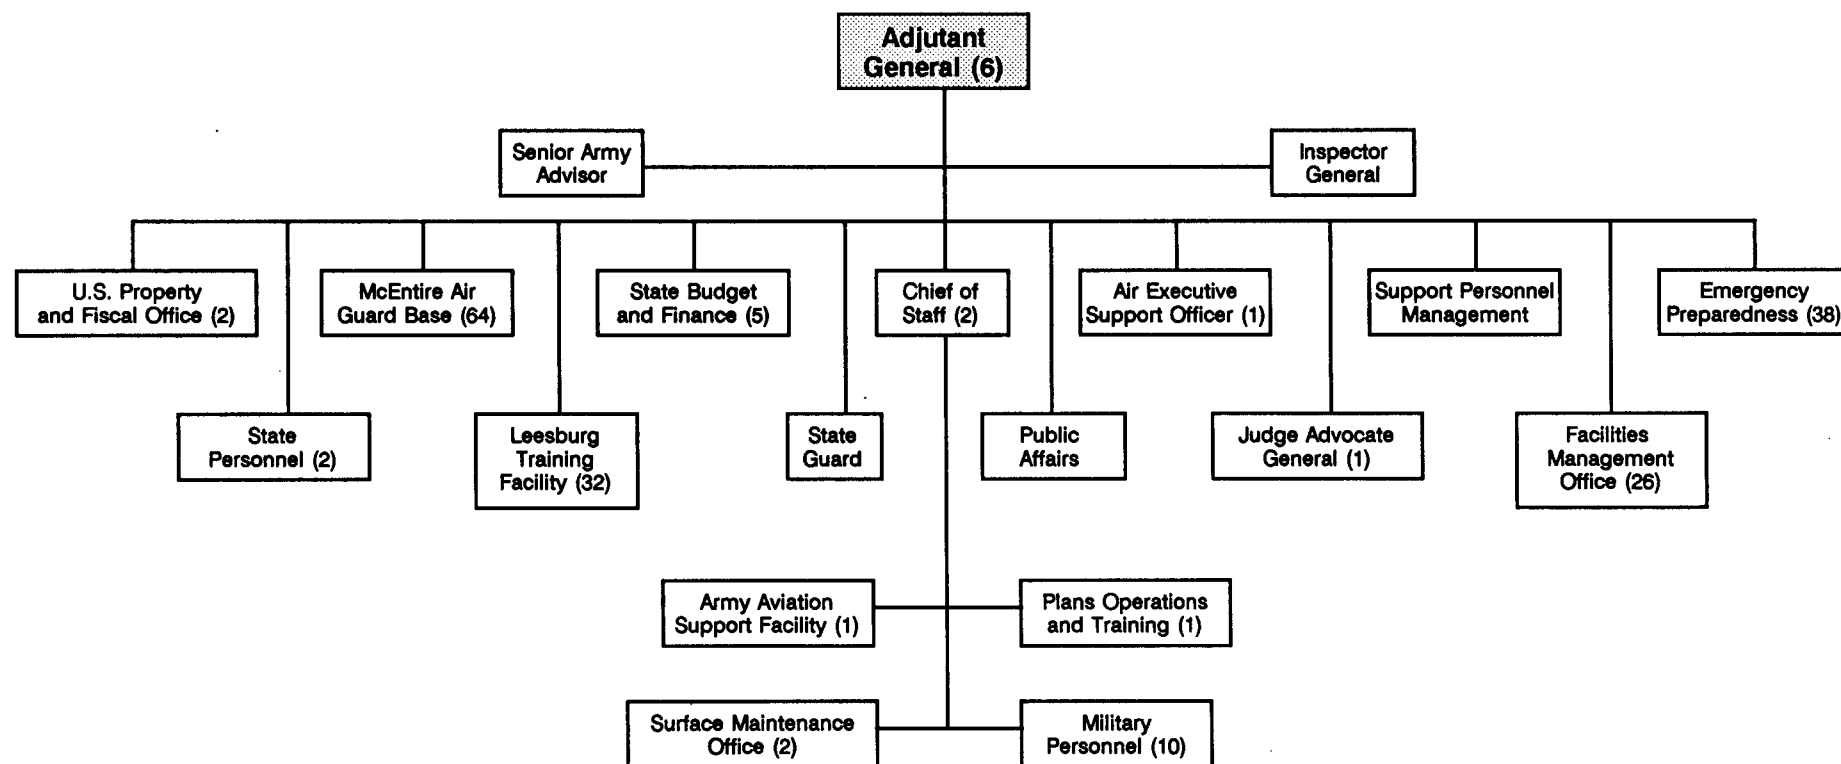 Adjutant
General (6)
Senior Army
Advisor
Inspector
General
U.S. Property
and Fiscal Office (2)
McEntire Air
Guard Base (64)
State Budget
and Finance (5)
Chief of
Staff (2)
Air Executive
Support Officer (1)
Support Personnel
Management
Emergency
Preparedness (38)
State
Personnel (2)
Leesburg
Training
Facility (32)
State
Guard
Public
Affairs
Judge Advocate
General (1)
Facilities
Management
Office (26)
Army Aviation
Support Facility (1)
Plans Operations
and Training (1)
Surface Maintenance
Office (2)
Military
Personnel (10)